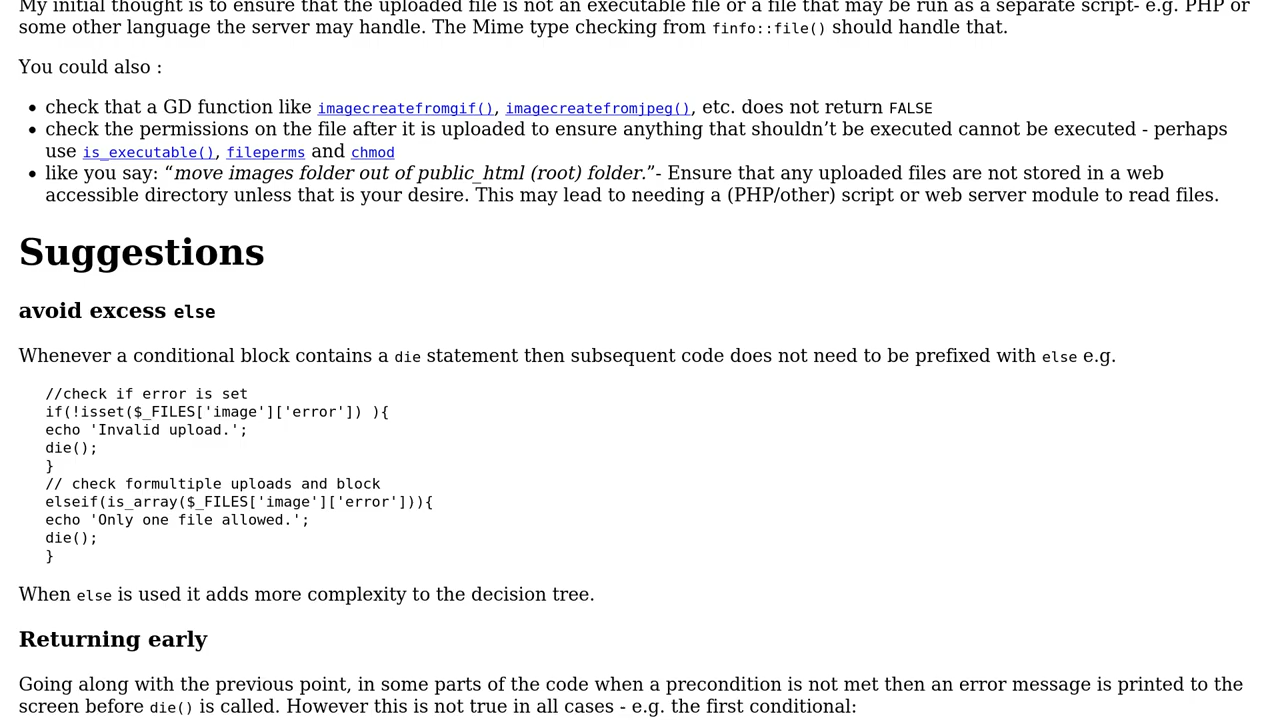 My initial thought is to ensure that the uploaded file is not an executable file or a file that may be run as a separate script- e.g. PHP or
some other language the server may handle. The Mime type checking from finfo::file() should handle that.
You could also :
• check that a GD function like imagecreatefromgif(), imagecreatefromjpeg(), etc. does not return FALSE
• check the permissions on the file after it is uploaded to ensure anything that shouldn’t be executed cannot be executed - perhaps
use is_executable(), fileperms and chmod
• like you say: “move images folder out of public_html (root) folder.”- Ensure that any uploaded files are not stored in a web
accessible directory unless that is your desire. This may lead to needing a (PHP/other) script or web server module to read files.
Suggestions
avoid excess else
Whenever a conditional block contains a die statement then subsequent code does not need to be prefixed with else e.g.
//check if error is set
if(!isset($_FILES['image']['error']) ){
echo 'Invalid upload.';
die();
}
// check formultiple uploads and block
elseif(is_array($_FILES['image']['error'])){
echo 'Only one file allowed.';
die();
}
When else is used it adds more complexity to the decision tree.
Returning early
Going along with the previous point, in some parts of the code when a precondition is not met then an error message is printed to the
screen before die() is called. However this is not true in all cases - e.g. the first conditional: